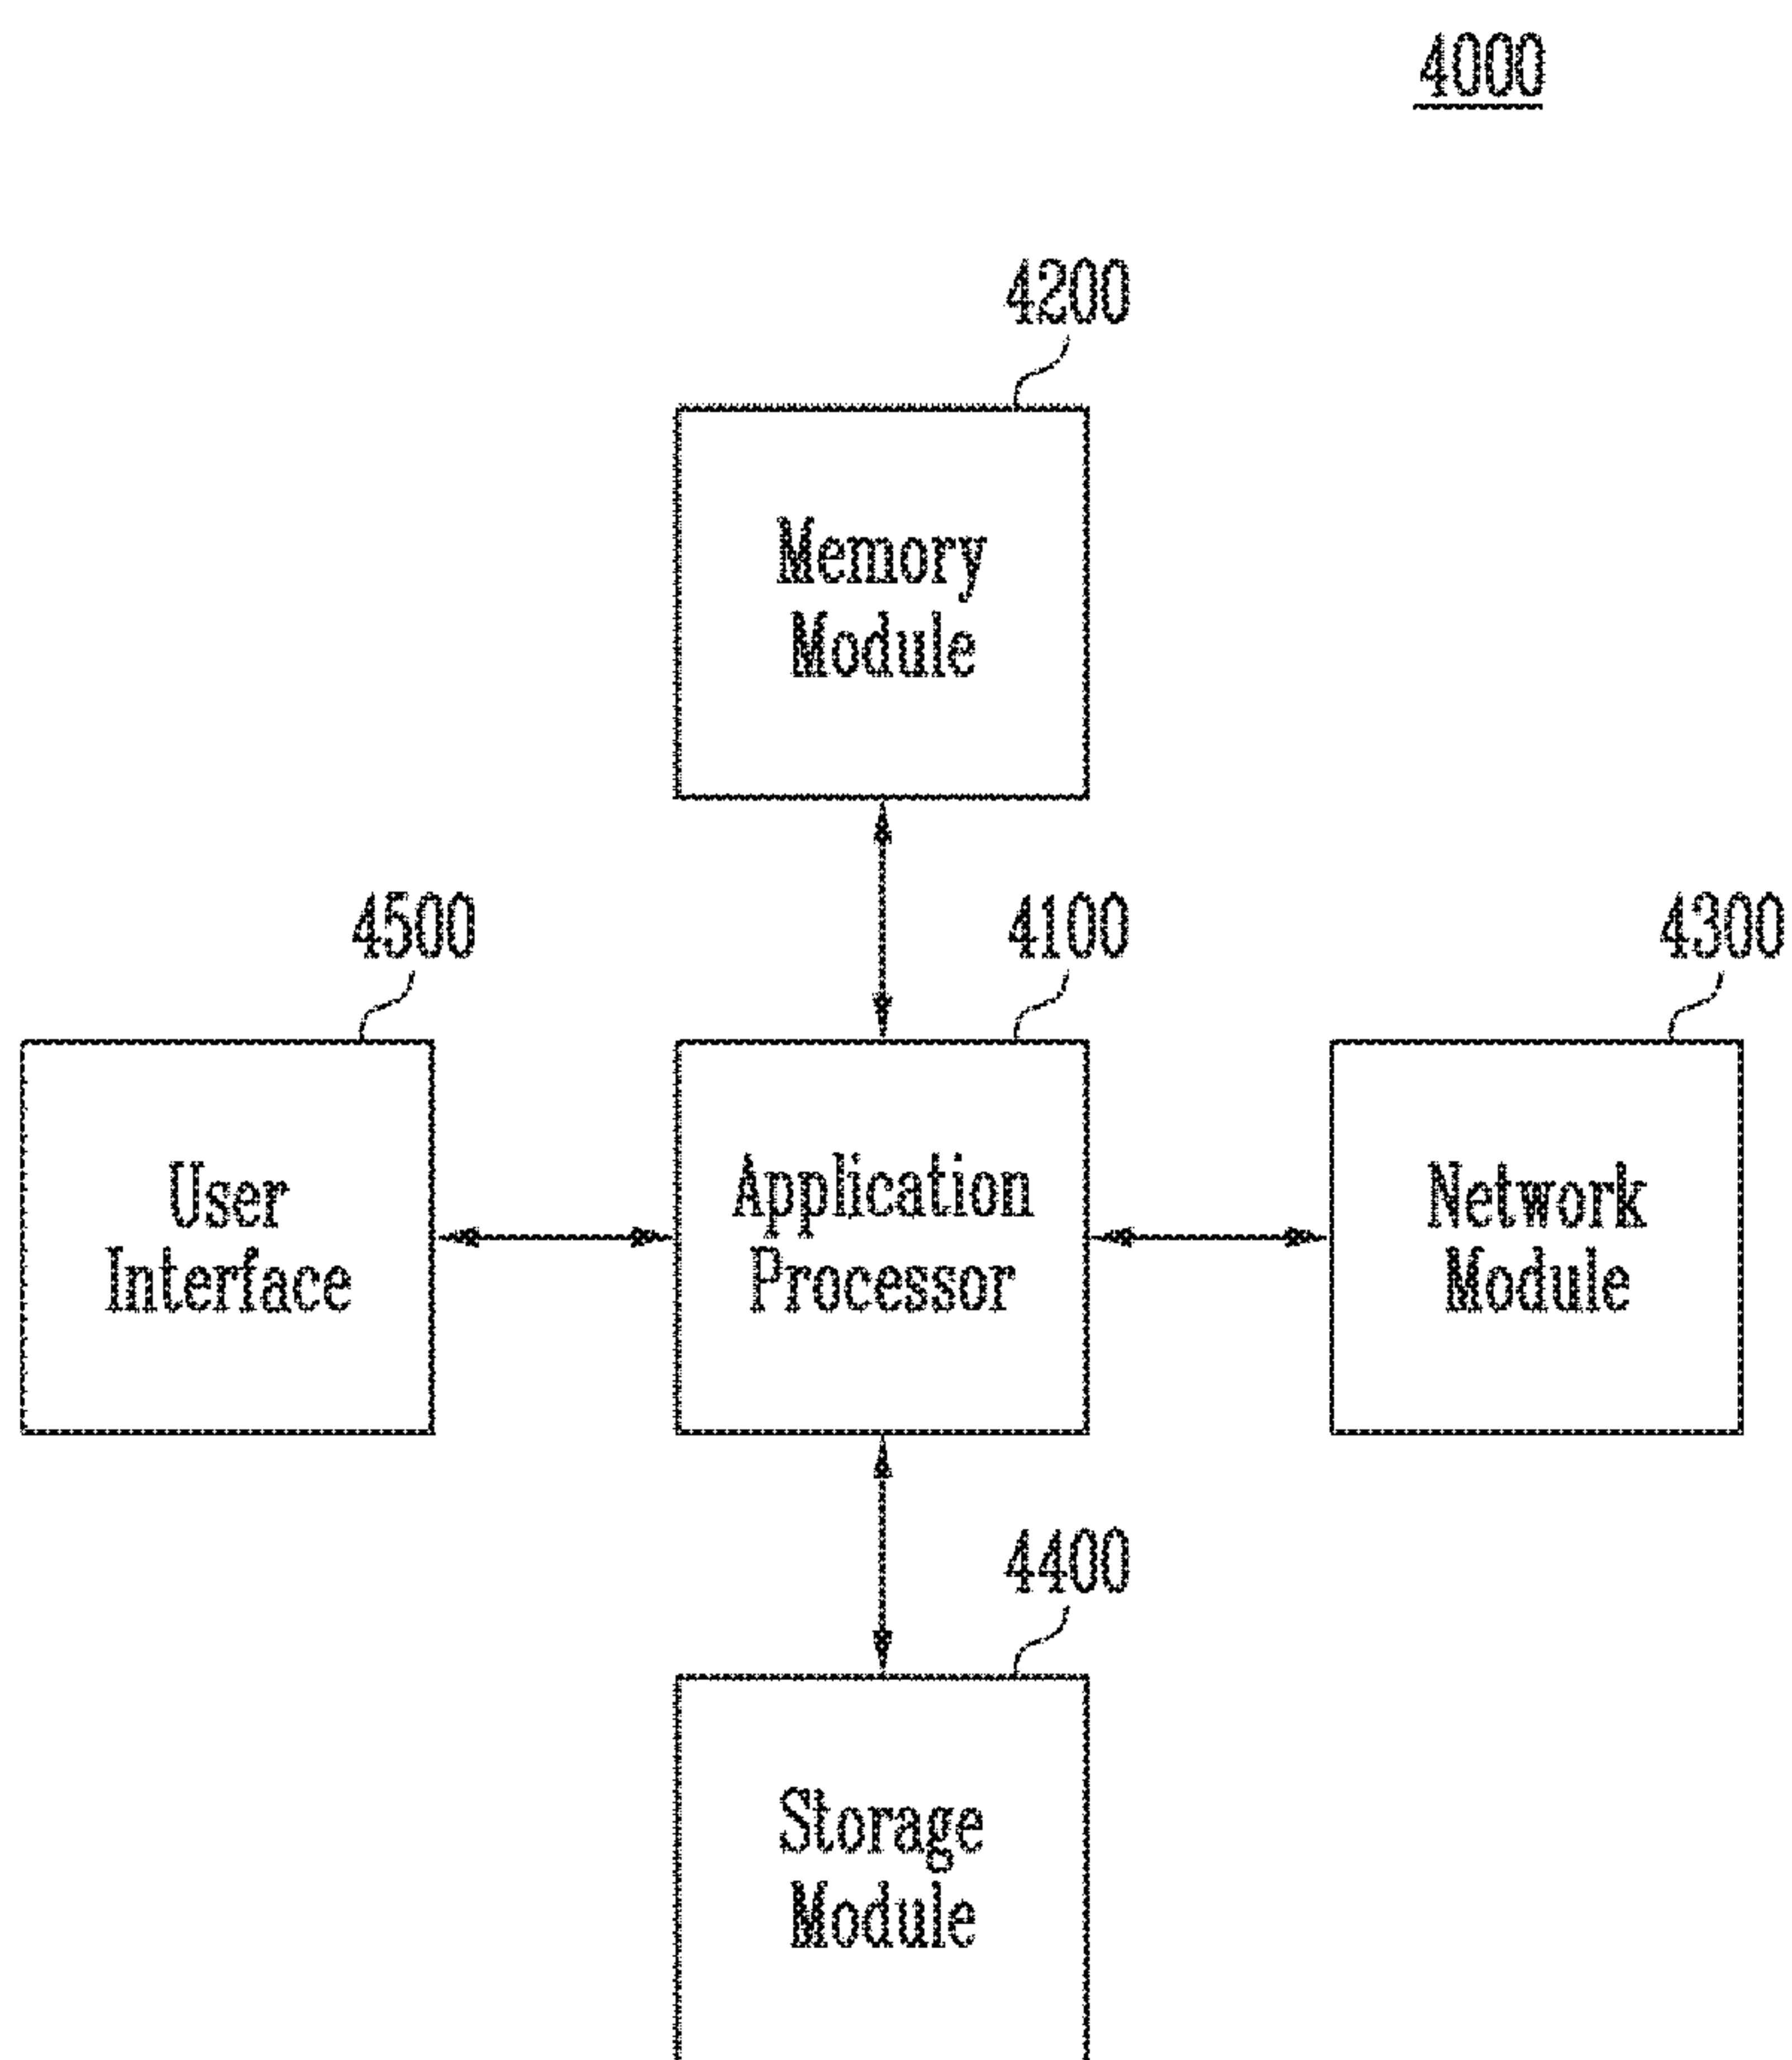 4000
4200
Memory
Module
4500
4100
4300
User
Interface
Application
Processor
Network
Module
4400
Storage
Module